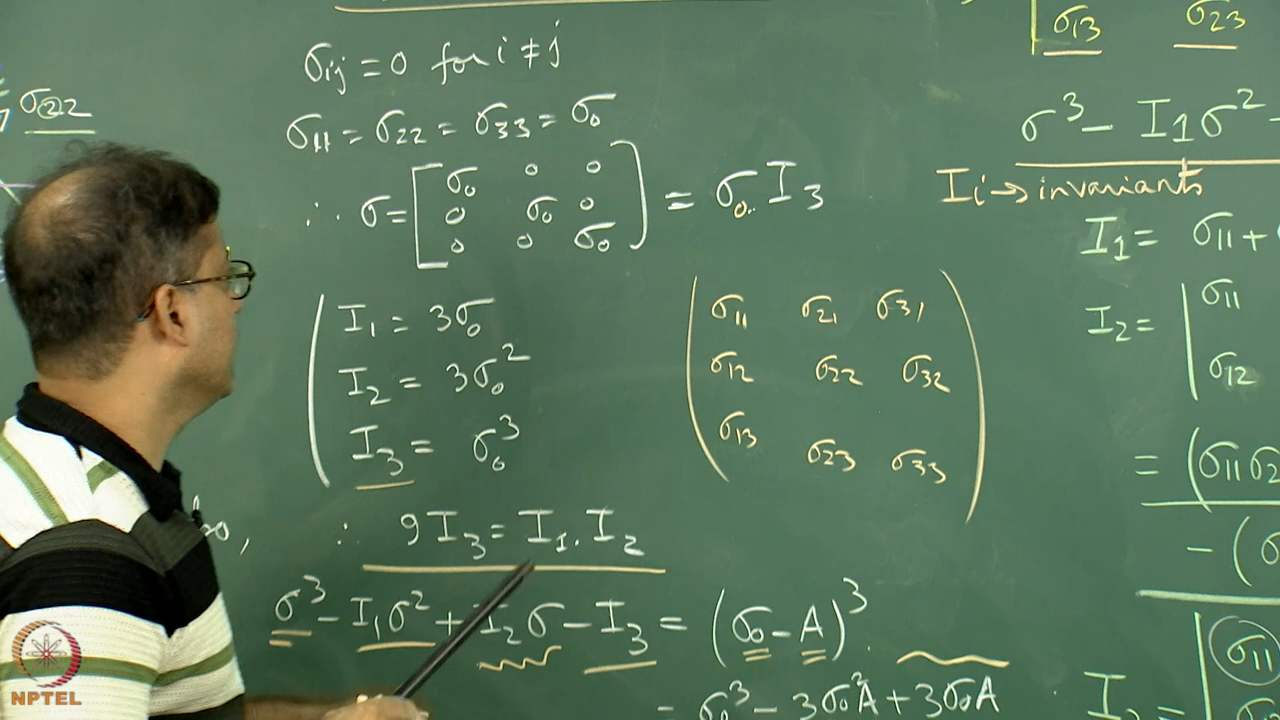 σij = 0 for i ≠ j
σ11 = σ22 = σ33 = σ0
∴ σ = [σ0 0 0
0 σ0 0
0 0 σ0] = σ0. I3
I1 = 3σ0
I2 = 3σ0²
I3 = σ0³
∴ 9I3 = I1. I2
σ³ - I1σ² + I2σ - I3 = (σ0 - A)³.
= σ0³ - 3σ0²A + 3σ0A
σ22
σ11 σ21 σ31
σ12 σ22 σ32
σ13 σ23 σ33
σ13 σ23
σ³ - I1σ² -
Ii → invariants
I1 = σ11 +
I2 = σ11
σ12
= (σ11σ2
- (σ
σ11
NPTEL